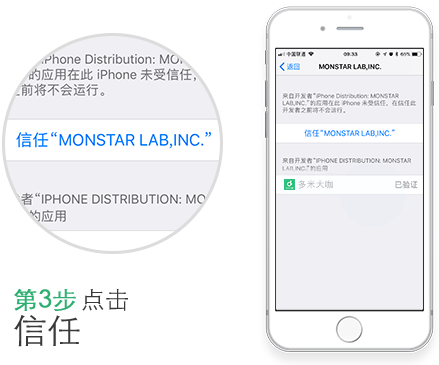 "iPhone Distribution: MON
的应用在此 iPhone 未受信任，
之前将不会运行。
信任“MONSTAR LAB,INC.”
者“IPHONE DISTRIBUTION: MO
的应用
第3步 点击
信任
中国联通 09:33 65%
返回 MONSTAR LAB,INC.
来自开发者“iPhone Distribution: MONSTAR
LAB,INC.”的应用在此 iPhone 未受信任，在信任此
开发者之前将不会运行。
信任“MONSTAR LAB,INC.”
来自开发者“IPHONE DISTRIBUTION: MONSTAR
LAB,INC.”的应用
多米大咖 已验证